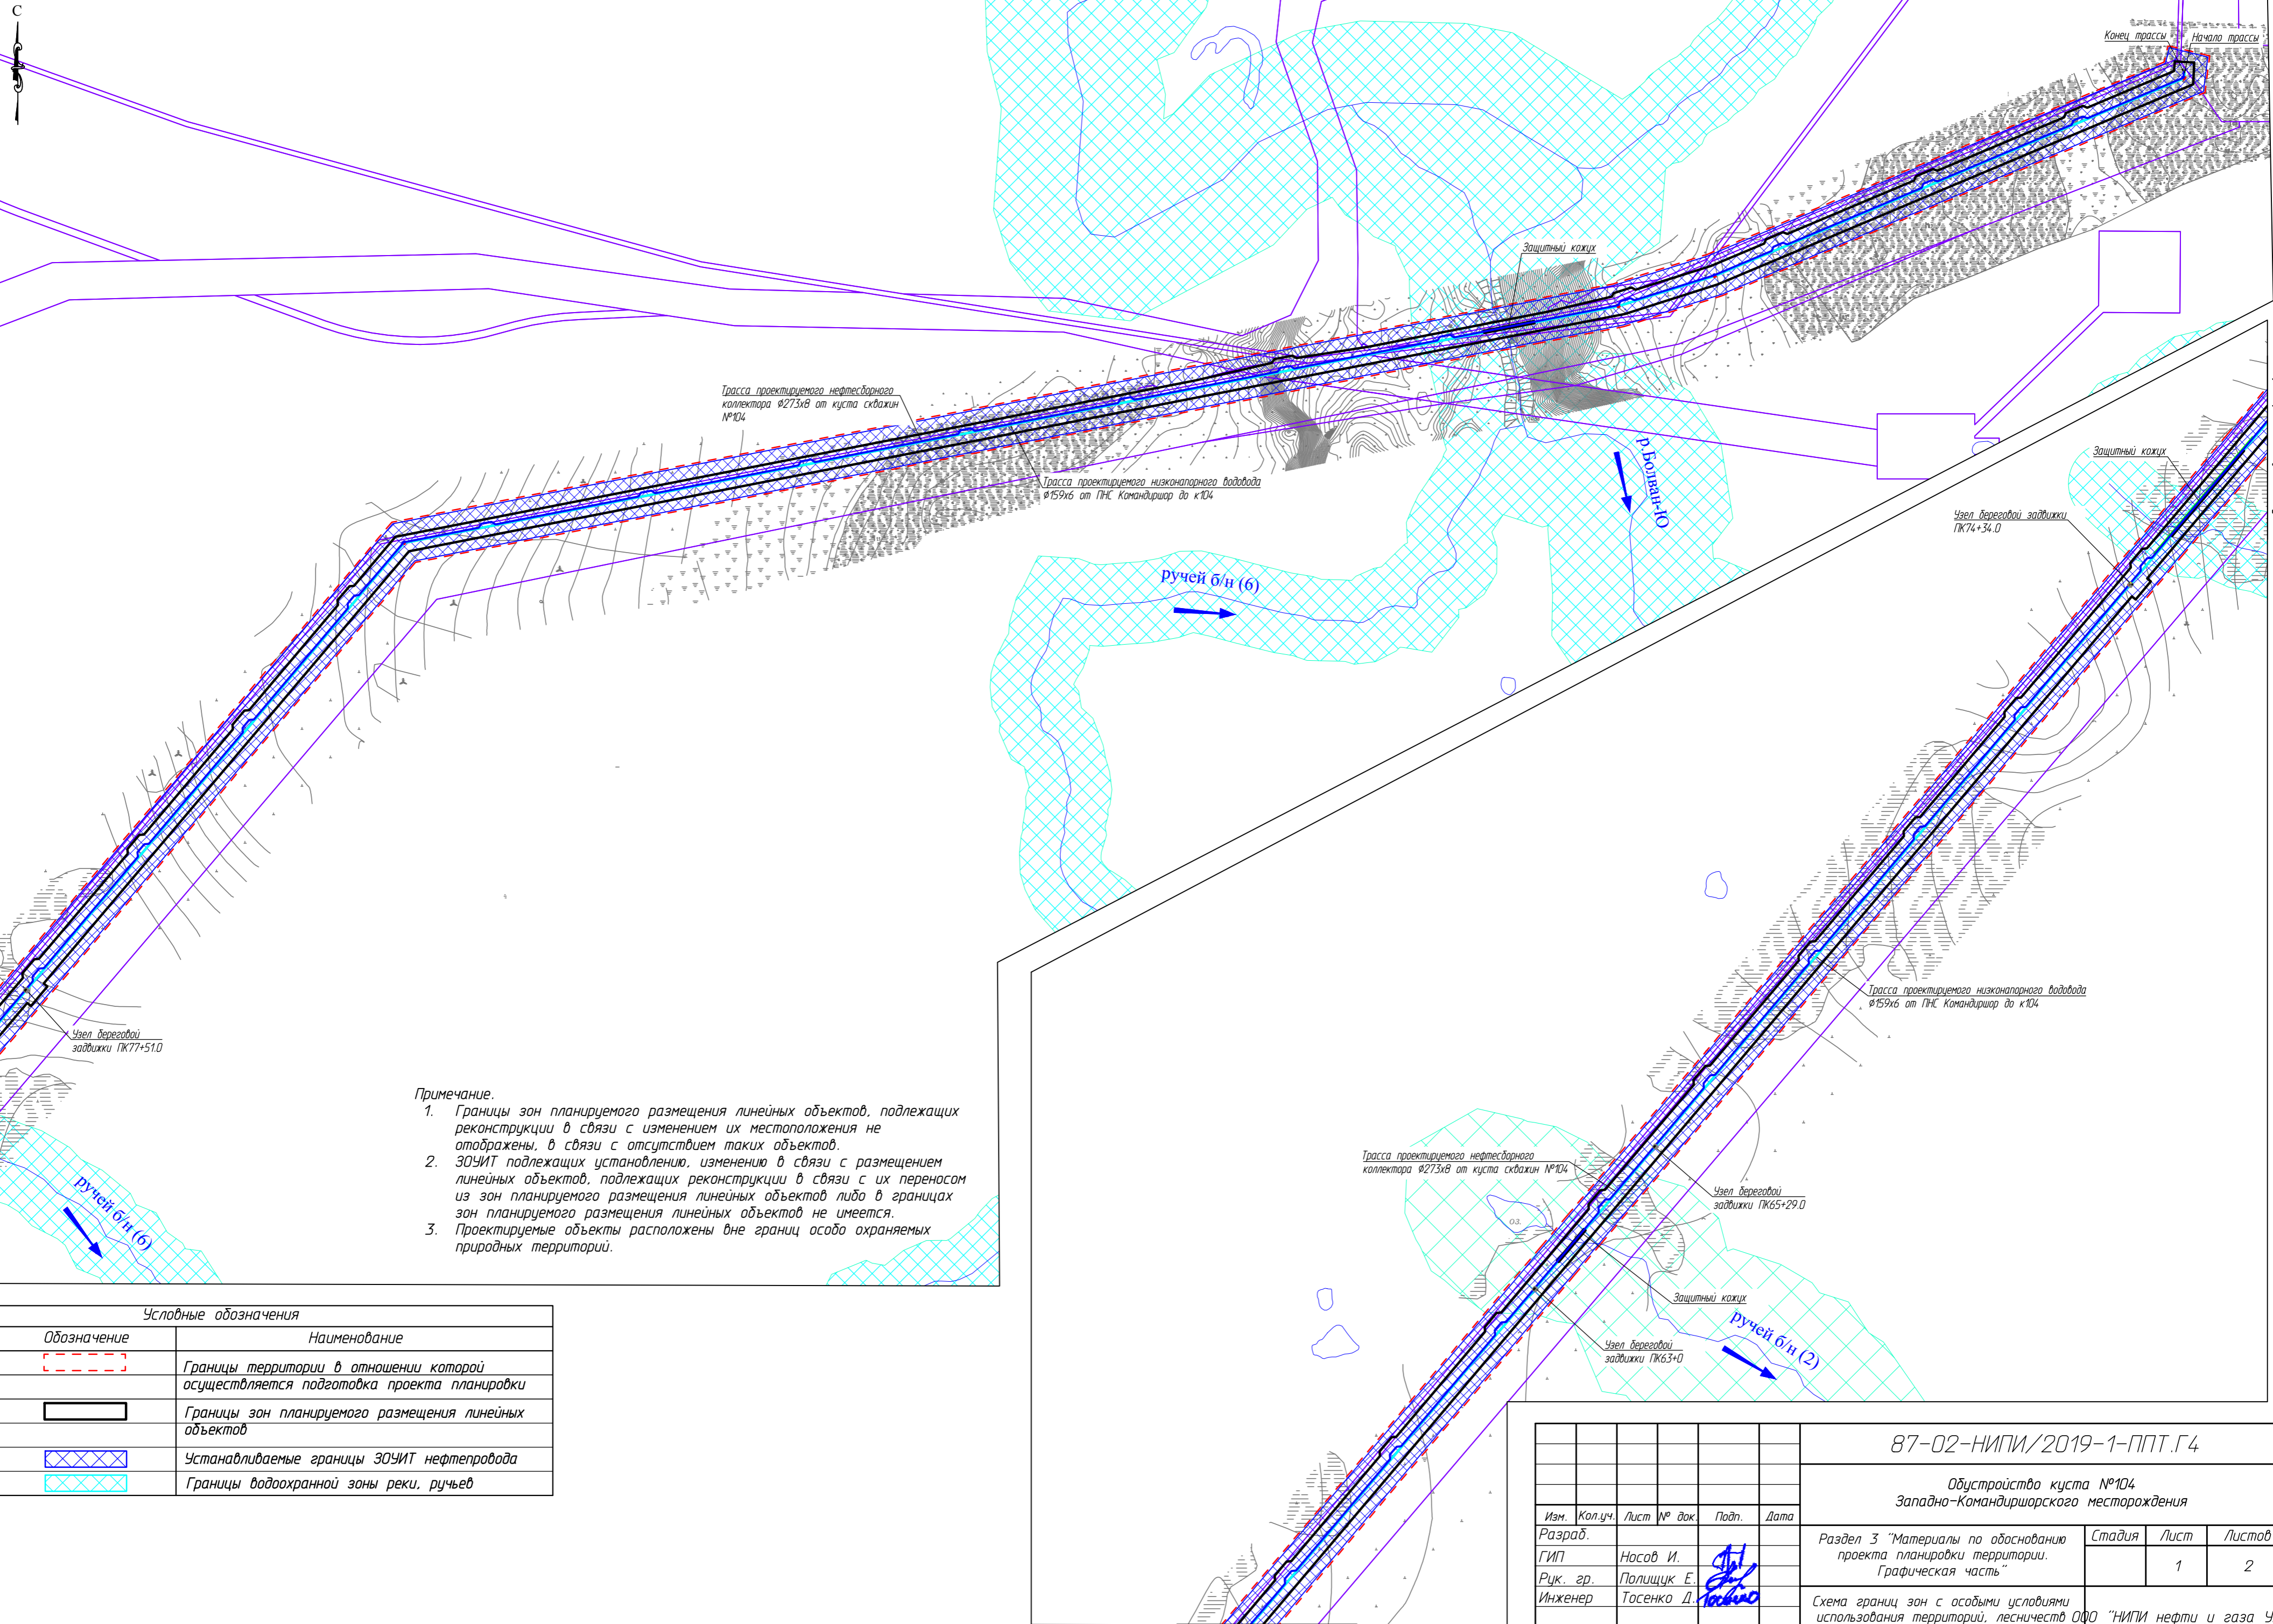 С
Конец трассы
Начало трассы
Защитный кожух
Трасса проектируемого нефтесборного
коллектора Ф273х8 от куста скважин
№104
Трасса проектируемого низконапорного водовода
Ф159х6 от ПНС Командиршор до к104
р.Болван-Ю
Защитный кожух
Узел береговой задвижки
ПК74+34.0
ручей б/н (6)
Трасса проектируемого низконапорного водовода
Ф159х6 от ПНС Командиршор до к104
Узел береговой
задвижки ПК77+51.0
Примечание.
1. Границы зон планируемого размещения линейных объектов, подлежащих
реконструкции в связи с изменением их местоположения не
отображены, в связи с отсутствием таких объектов.
2. ЗОУИТ подлежащих установлению, изменению в связи с размещением
линейных объектов, подлежащих реконструкции в связи с их переносом
из зон планируемого размещения линейных объектов либо в границах
зон планируемого размещения линейных объектов не имеется.
3. Проектируемые объекты расположены вне границ особо охраняемых
природных территорий.
ручей б/н (6)
Трасса проектируемого нефтесборного
коллектора Ф273х8 от куста скважин №104
Узел береговой
задвижки ПК65+29.0
оз.
Защитный кожух
ручей б/н (2)
Узел береговой
задвижки ПК63+0
Условные обозначения
Обозначение Наименование
Границы территории в отношении которой
осуществляется подготовка проекта планировки
Границы зон планируемого размещения линейных
объектов
Устанавливаемые границы ЗОУИТ нефтепровода
Границы водоохранной зоны реки, ручьев
87-02-НИПИ/2019-1-ППТ.Г4
Обустройство куста №104
Западно-Командиршорского месторождения
Изм. Кол.уч. Лист № док. Подп. Дата
Разраб.
ГИП Носов И.
Рук. гр. Полищук Е.
Инженер Тосенко Д.
Раздел 3 "Материалы по обоснованию
проекта планировки территории.
Графическая часть"
Стадия Лист Листов
1 2
Схема границ зон с особыми условиями
использования территорий, лесничеств
ООО "НИПИ нефти и газа У